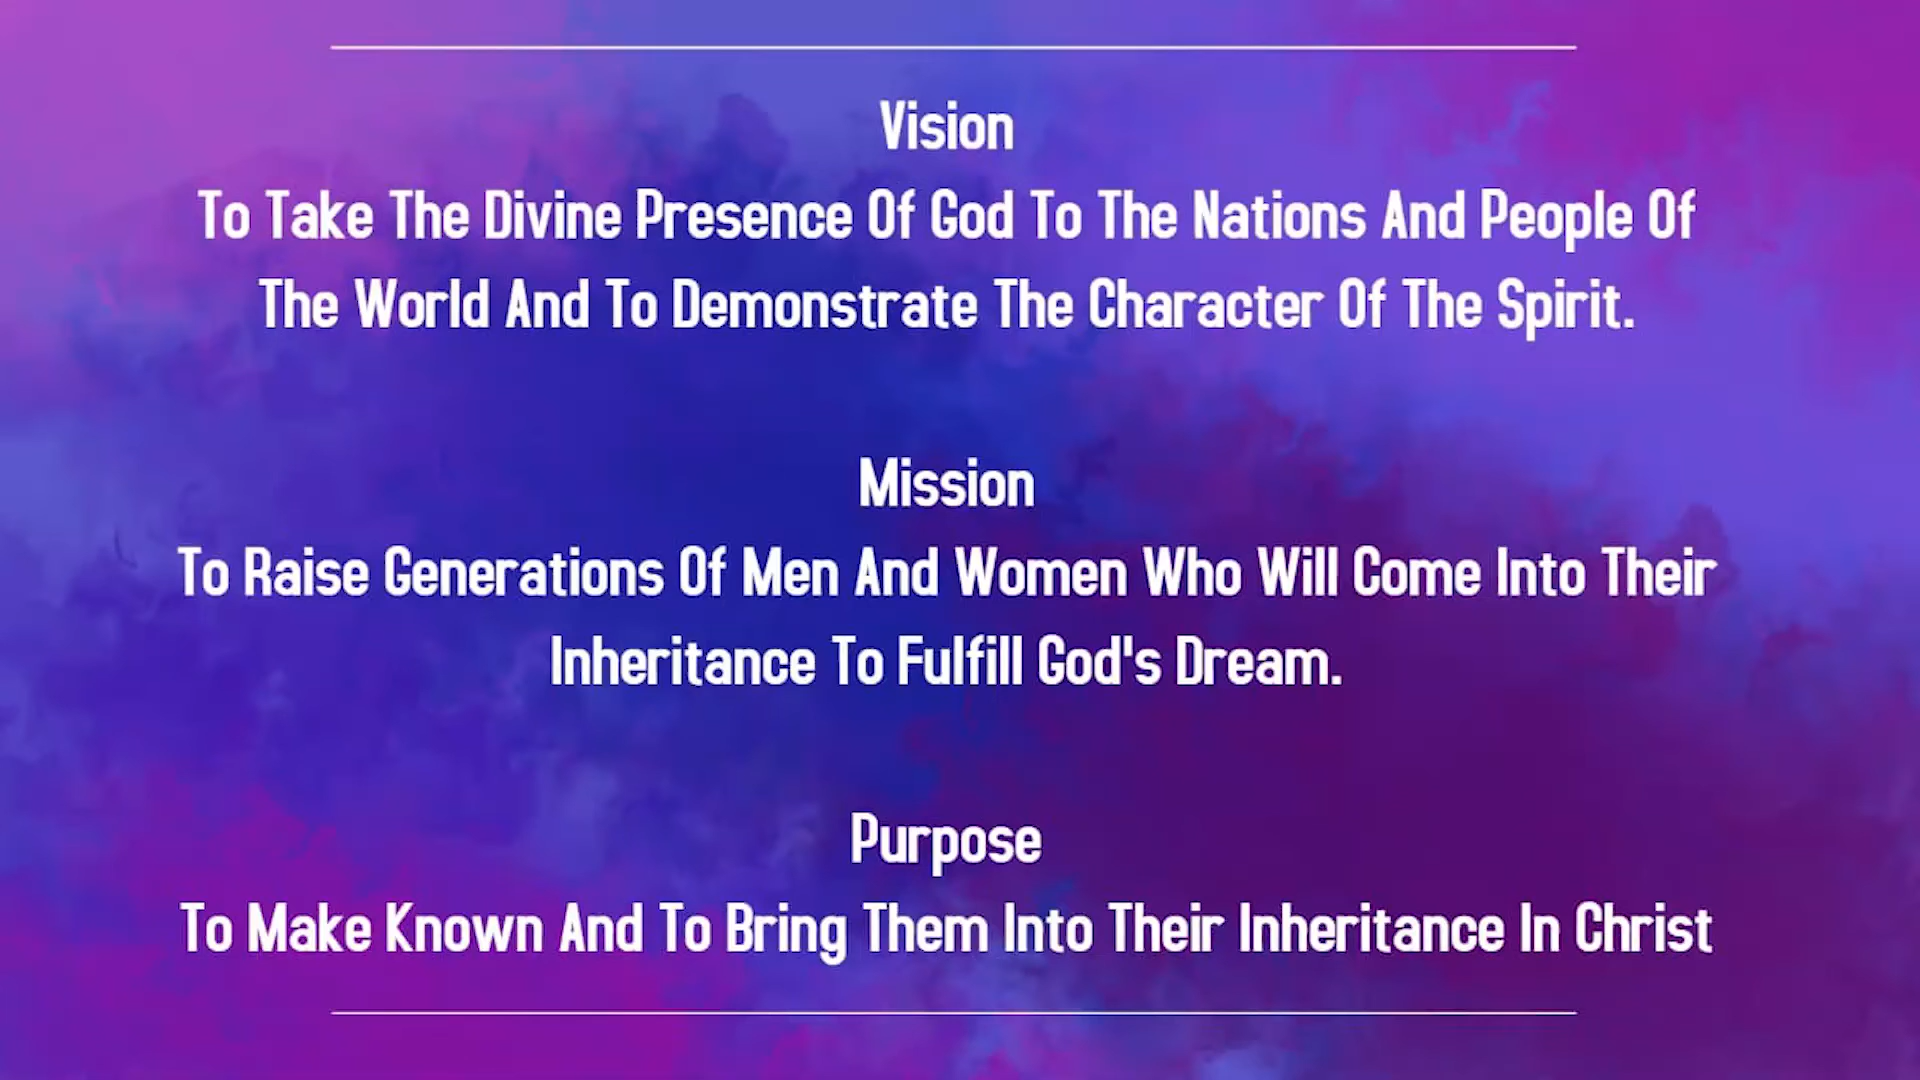 Vision
To Take The Divine Presence Of God To The Nations And People Of
The World And To Demonstrate The Character Of The Spirit.
Mission
To Raise Generations Of Men And Women Who Will Come Into Their
Inheritance To Fulfill God's Dream.
Purpose
To Make Known And To Bring Them Into Their Inheritance In Christ